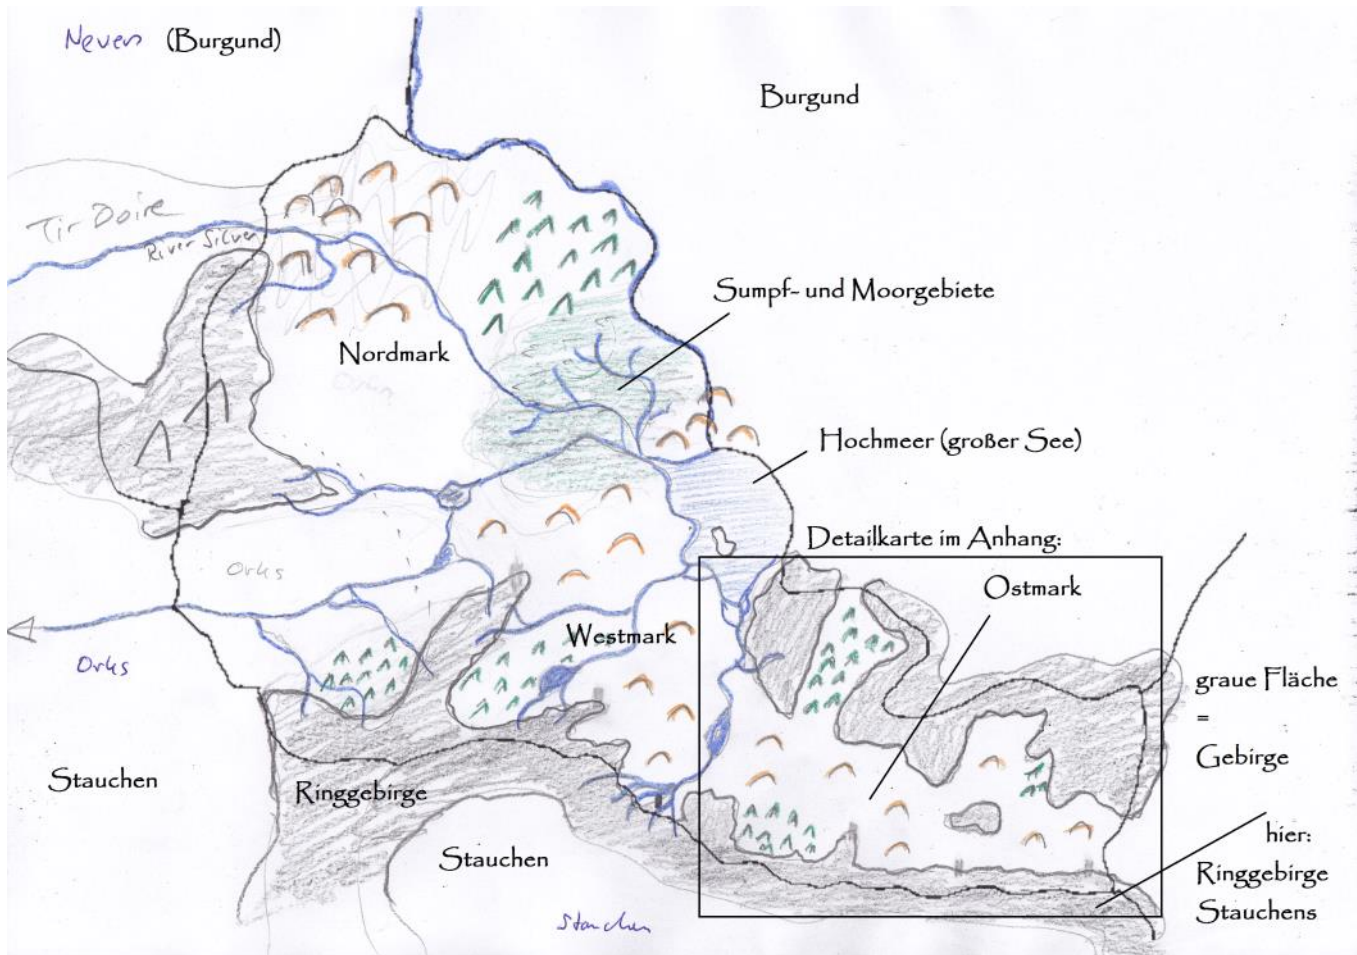 Nevers (Burgund)
Burgund
Tir Doire
River Silver
Sumpf- und Moorgebiete
Nordmark
Hochmeer (großer See)
Detailkarte im Anhang:
Orks
Ostmark
Westmark
Orks
graue Fläche
=
Gebirge
Stauchen
Ringgebirge
hier:
Ringgebirge
Stauchens
Stauchen
Stauchen